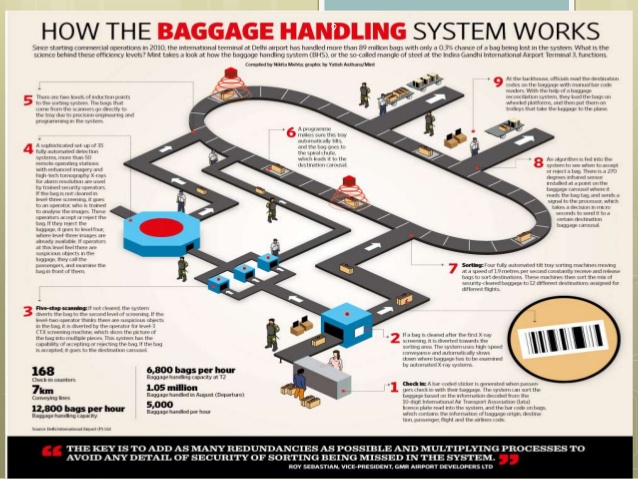 HOW THE BAGGAGE HANDLING SYSTEM WORKS
Since starting commercial operations in 2010, the international terminal at Delhi airport has handled more than 89 million bags with only a 0.3% chance of a bag being lost in the system. What is the
science behind these efficiency levels? Mint takes a look at how the baggage handling system (BHS), or the so-called mangle of steel at the Indira Gandhi International Airport Terminal 3, functions.
Compiled by Nikita Mehta; graphic by Yatish Asthana/Mint
5
There are two levels of induction points
to the sorting system. The bags that
come from the scanners go directly to
the tray due to precision engineering and
programming in the system.
4
A sophisticated set-up of 35
fully automated detection
systems, more than 50
remote operating stations
with enhanced imagery and
high-tech tomography X-rays
for alarm resolution are used
by trained security operators.
If the bag is not cleared in
level-three screening, it goes
to an operator, who is trained
to analyse the images. These
operators accept or reject the
bag. If they reject the
luggage, it goes to level four,
where level-three images are
already available. If operators
at this level feel there are
suspicious objects in the
luggage, they call the
passengers, and examine the
bag in front of them.
6
A programme
makes sure this tray
automatically tilts,
and the bag goes to
the spiral chute,
which leads it to the
destination carousel.
9
At the backhouse, officials read the destination
codes on the baggage with manual bar code
readers. With the help of a baggage
reconciliation system, they load the bags on
wheeled platforms, and then put them on
trolleys that take the luggage to the plane.
8
An algorithm is fed into the
system to see when to accept
or reject a bag. There is a 270
degrees infrared sensor
installed at a point on the
baggage carousel where it
reads the bag tag, and sends a
signal to the processor, which
takes a decision in micro
seconds to send it to a
certain destination
baggage carousel.
7
Sorting: Four fully automated tilt tray sorting machines moving
at a speed of 1.9 metres per second constantly receive and release
bags to sort destinations. These machines then sort the mix of
security-cleared baggage to 12 different destinations assigned for
different flights.
3
Five-step scanning: If not cleared, the system
diverts the bag to the second level of screening. If the
level-two operator thinks there are suspicious objects
in the bag, it is diverted by the operator for level-3
CTX screening machine, which slices the picture of
the bag into multiple pieces. This system has the
capability of accepting or rejecting the bag. If the bag
is accepted, it goes to the destination carousel.
2
If a bag is cleared after the first X-ray
screening, it is diverted towards the
sorting area. The system uses high speed
conveyance and automatically slows
down where baggage has to be examined
by automated X-ray systems.
1
Check in: A bar coded sticker is generated when passen-
gers check in with their baggage. The system can sort the
baggage based on the information decoded from the
10-digit International Air Transport Association (Iata)
licence plate read into the system, and the bar code on bags,
which contains the information of baggage origin, destina-
tion, passenger, flight and the airlines code.
168
Check-in counters
7km
Conveying lines
12,800 bags per hour
Baggage handling capacity
6,800 bags per hour
Baggage handling capacity at T2
1.05 million
Baggage handled in August (Departure)
5,000
Baggage handled per hour
Source: Delhi International Airport (P) Ltd
THE KEY IS TO ADD AS MANY REDUNDANCIES AS POSSIBLE AND MULTIPLYING PROCESSES TO
AVOID ANY DETAIL OF SECURITY OF SORTING BEING MISSED IN THE SYSTEM.
ROY SEBASTIAN, VICE-PRESIDENT, GMR AIRPORT DEVELOPERS LTD